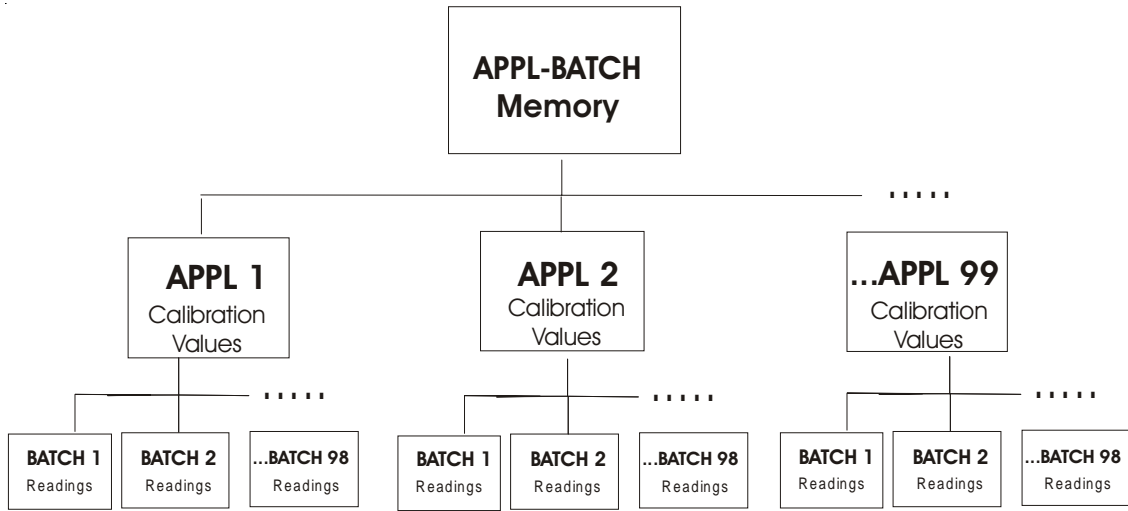 APPL-BATCH
Memory
.....
APPL 1
Calibration
Values
APPL 2
Calibration
Values
...APPL 99
Calibration
Values
.....
.....
.....
BATCH 1
Readings
BATCH 2
Readings
...BATCH 98
Readings
BATCH 1
Readings
BATCH 2
Readings
...BATCH 98
Readings
BATCH 1
Readings
BATCH 2
Readings
...BATCH 98
Readings